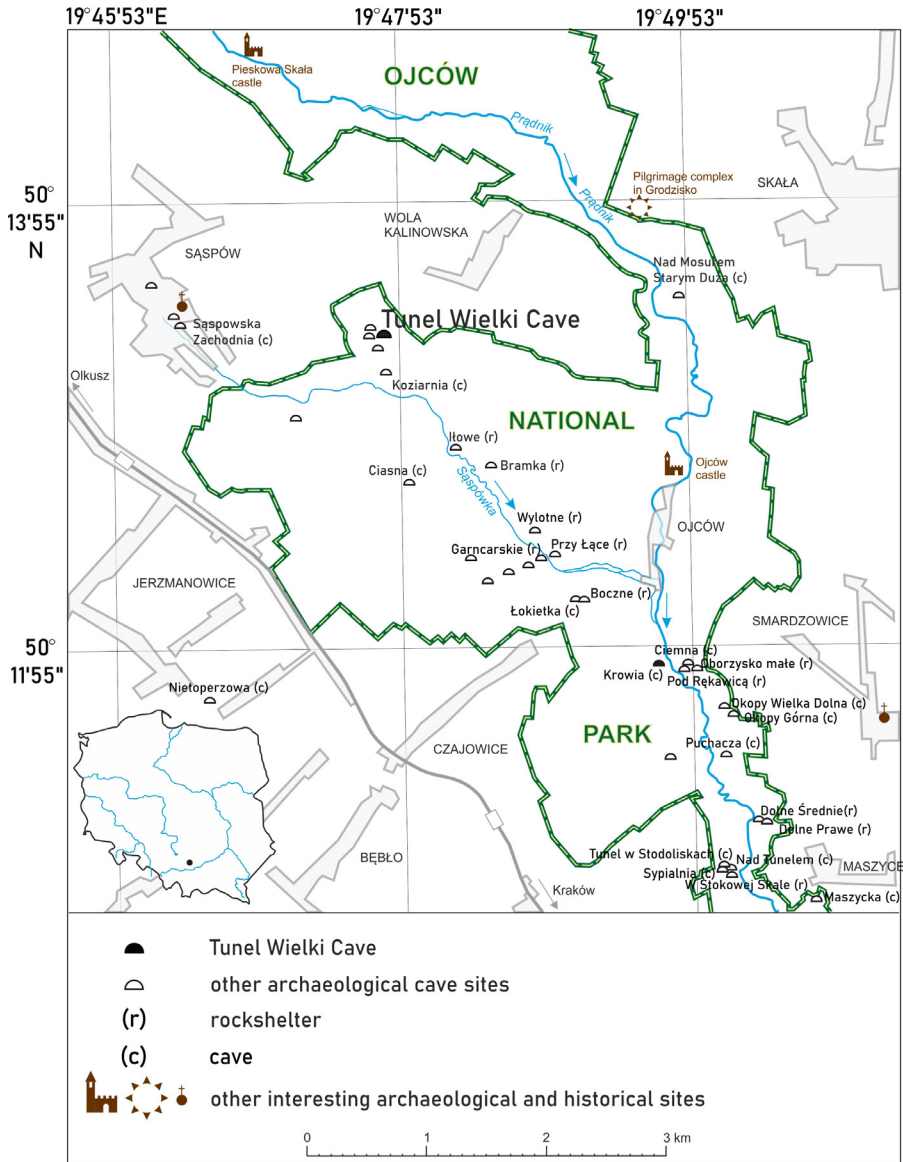 19°45'53"E
19°47'53"
19°49'53"
Pieskowa Skała
castle
OJCÓW
Prądnik
Pilgrimage complex
in Grodzisko
SKAŁA
50°
13'55"
N
Prądnik
WOLA
KALINOWSKA
SĄSPÓW
Nad Mosurem
Starym Duża (c)
Sąspowska
Zachodnia (c)
Tunel Wielki Cave
Olkusz
Koziarnia (c)
NATIONAL
Iłowe (r)
Ciasna (c)
Bramka (r)
Ojców
castle
Sąspówka
Wylotne (r)
OJCÓW
Garncarskie (r)
Przy Łące (r)
JERZMANOWICE
Boczne (r)
Łokietka (c)
SMARDZOWICE
50°
11'55"
Ciemna (c)
Oborzysko małe (r)
Krowia (c)
Pod Rękawicą (r)
Nietoperzowa (c)
Okopy Wielka Dolna (c)
Okopy Górna (c)
PARK
CZAJOWICE
Puchacza (c)
Dolne Średnie(r)
Dolne Prawe (r)
BĘBŁO
Tunel w Stodoliskach (c)
Nad Tunelem (c)
MASZYCE
Sypialnia (c)
W Stokowej Skale (r)
Kraków
Maszycka (c)
Tunel Wielki Cave
other archaeological cave sites
(r) rockshelter
(c) cave
other interesting archaeological and historical sites
0 1 2 3 km